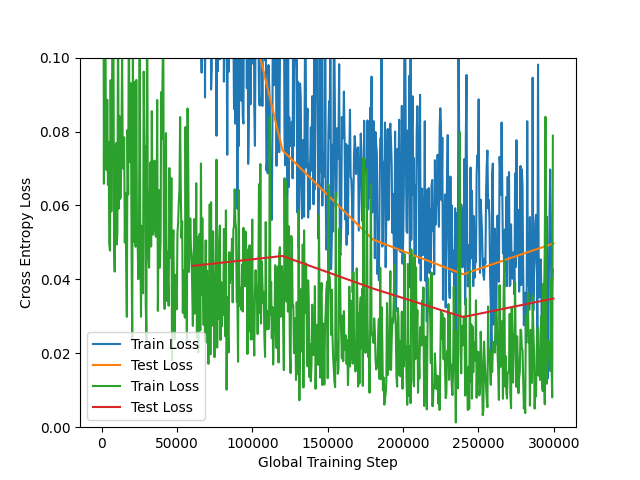 0.10
0.08
0.06
0.04
0.02
0.00
Cross Entropy Loss
Train Loss
Test Loss
Train Loss
Test Loss
0 50000 100000 150000 200000 250000 300000
Global Training Step